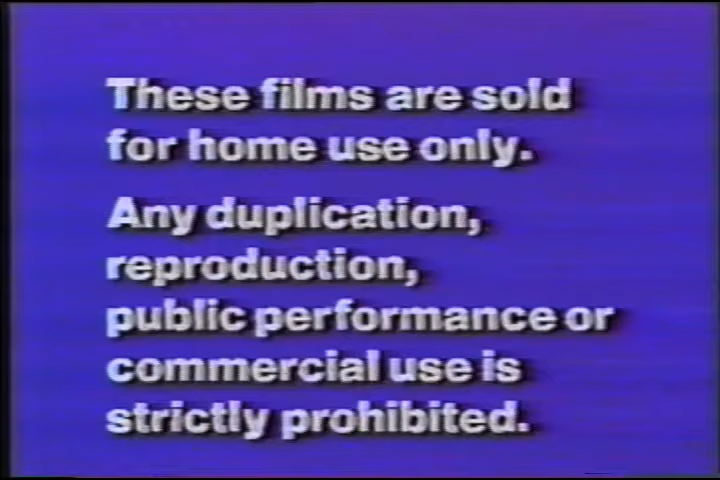 These films are sold
for home use only.
Any duplication,
reproduction,
public performance or
commercial use is
strictly prohibited.